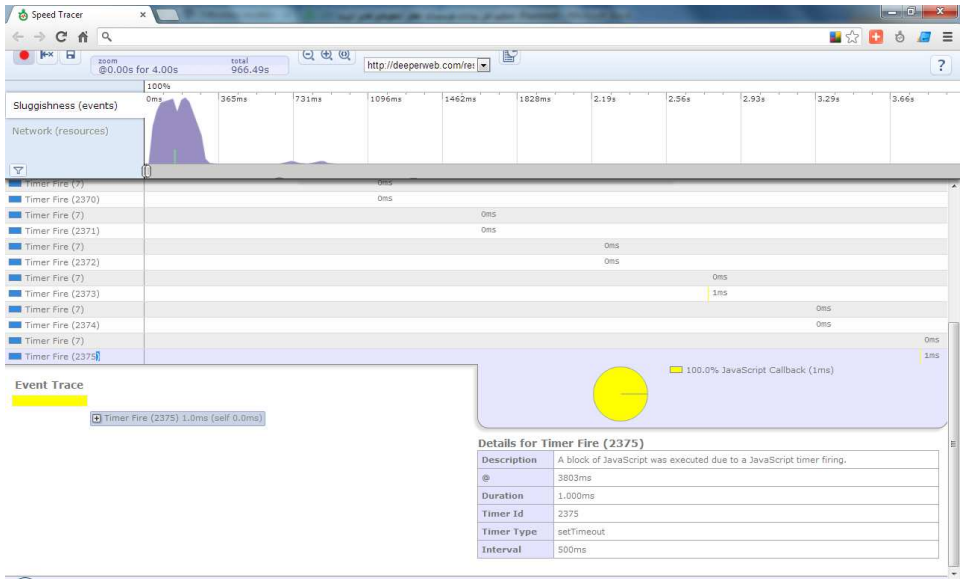 Speed Tracer
zoom
@0.00s for 4.00s
total
966.49s
http://deeperweb.com/res
?
100%
Sluggishness (events)
0ms 365ms 731ms 1096ms 1462ms 1828ms 2.19s 2.56s 2.93s 3.29s 3.66s
Network (resources)
Timer Fire (7) 0ms
Timer Fire (2370) 0ms
Timer Fire (7) 0ms
Timer Fire (2371) 0ms
Timer Fire (7) 0ms
Timer Fire (2372) 0ms
Timer Fire (7) 0ms
Timer Fire (2373) 1ms
Timer Fire (7) 0ms
Timer Fire (2374) 0ms
Timer Fire (7) 0ms
Timer Fire (2375) 1ms
100.0% JavaScript Callback (1ms)
Event Trace
Timer Fire (2375) 1.0ms (self 0.0ms)
Details for Timer Fire (2375)
Description A block of JavaScript was executed due to a JavaScript timer firing.
@ 3803ms
Duration 1.000ms
Timer Id 2375
Timer Type setTimeout
Interval 500ms